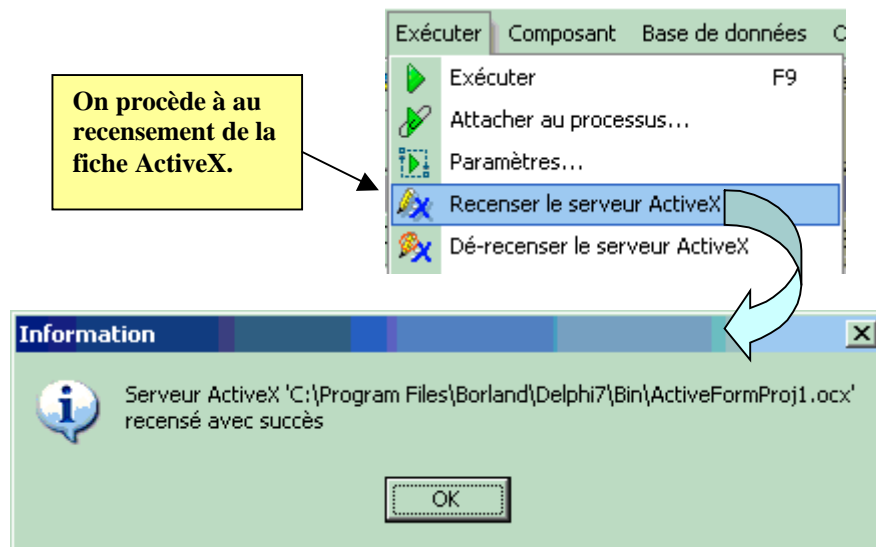 Exécuter Composant Base de données
Exécuter F9
Attacher au processus...
Paramètres...
Recenser le serveur ActiveX
Dé-recenser le serveur ActiveX
On procède à au
recensement de la
fiche ActiveX.
Information
Serveur ActiveX 'C:\Program Files\Borland\Delphi7\Bin\ActiveFormProj1.ocx'
recensé avec succès
OK